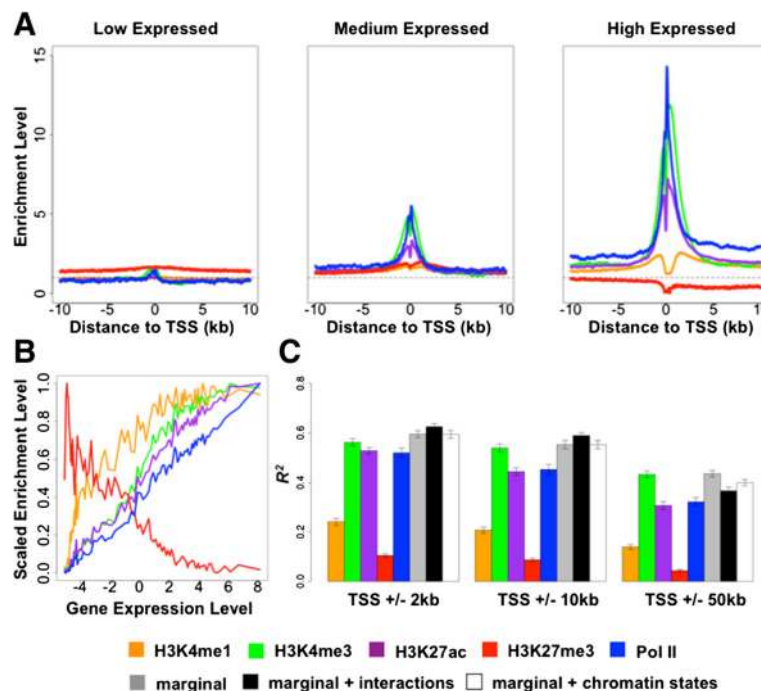 A
Low Expressed
Medium Expressed
High Expressed
Enrichment Level
15
10
5
0
-10 -5 0 5 10
-10 -5 0 5 10
-10 -5 0 5 10
Distance to TSS (kb)
Distance to TSS (kb)
Distance to TSS (kb)
B
Scaled Enrichment Level
1.0
0.8
0.6
0.4
0.2
0.0
-4 -2 0 2 4 6 8
Gene Expression Level
C
R²
0.8
0.6
0.4
0.2
0.0
TSS +/- 2kb
TSS +/- 10kb
TSS +/- 50kb
H3K4me1 H3K4me3 H3K27ac H3K27me3 Pol II
marginal marginal + interactions marginal + chromatin states